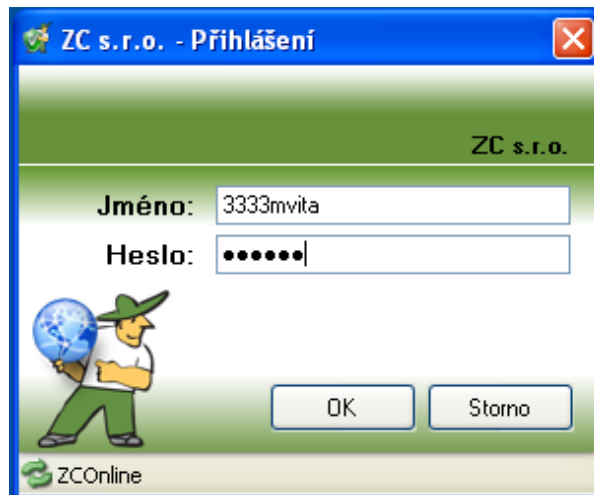 ZC s.r.o. - Přihlášení
ZC s.r.o.
Jméno: 3333mvita
Heslo: ●●●●●●
OK Storno
ZCOnline